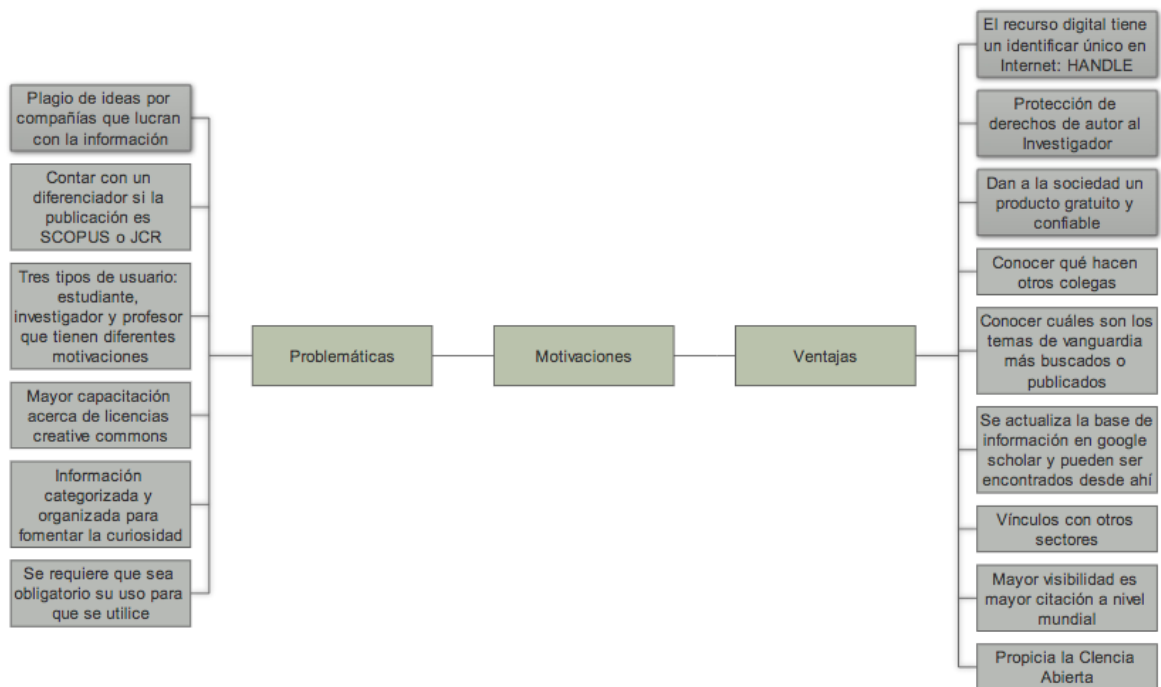 Plagio de ideas por
compañías que lucran
con la información
Contar con un
diferenciador si la
publicación es
SCOPUS o JCR
Tres tipos de usuario:
estudiante,
investigador y profesor
que tienen diferentes
motivaciones
Mayor capacitación
acerca de licencias
creative commons
Información
categorizada y
organizada para
fomentar la curiosidad
Se requiere que sea
obligatorio su uso para
que se utilice
Problemáticas
Motivaciones
Ventajas
El recurso digital tiene
un identificar único en
Internet: HANDLE
Protección de
derechos de autor al
Investigador
Dan a la sociedad un
producto gratuito y
confiable
Conocer qué hacen
otros colegas
Conocer cuáles son los
temas de vanguardia
más buscados o
publicados
Se actualiza la base de
información en google
scholar y pueden ser
encontrados desde ahí
Vínculos con otros
sectores
Mayor visibilidad es
mayor citación a nivel
mundial
Propicia la CIencia
Abierta